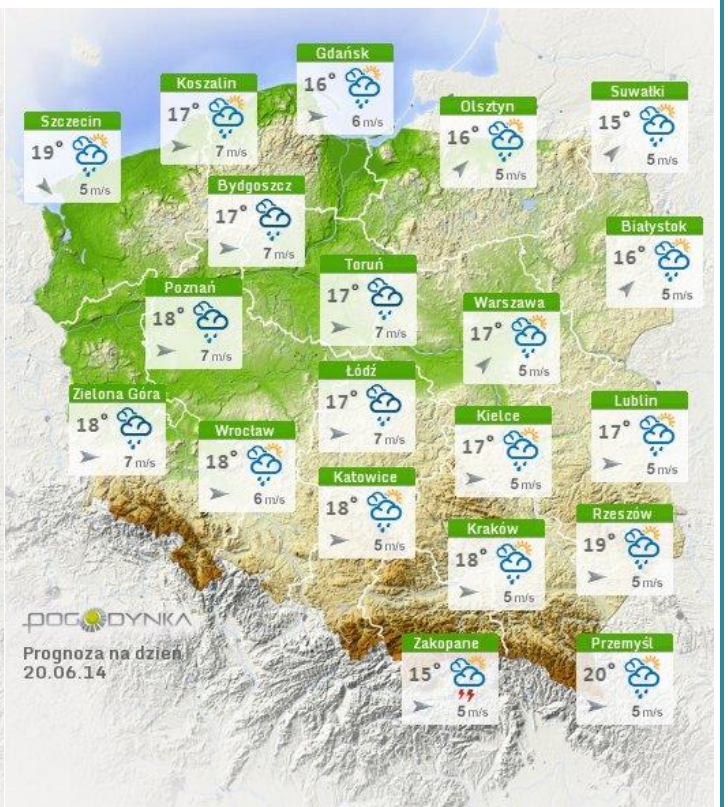 Gdańsk
16°
6 m/s
Koszalin
17°
7 m/s
Suwałki
15°
5 m/s
Olsztyn
16°
5 m/s
Szczecin
19°
5 m/s
Bydgoszcz
17°
7 m/s
Białystok
16°
5 m/s
Toruń
17°
7 m/s
Poznań
18°
7 m/s
Warszawa
17°
5 m/s
Łódź
17°
7 m/s
Zielona Góra
18°
7 m/s
Lublin
17°
5 m/s
Kielce
17°
5 m/s
Wrocław
18°
6 m/s
Katowice
18°
5 m/s
Rzeszów
19°
5 m/s
Kraków
18°
5 m/s
POGODYNKA
Prognoza na dzień
20.06.14
Zakopane
15°
5 m/s
Przemyśl
20°
5 m/s